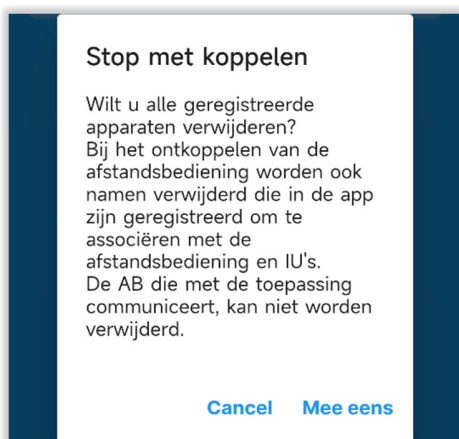 Stop met koppelen
Wilt u alle geregistreerde
apparaten verwijderen?
Bij het ontkoppelen van de
afstandsbediening worden ook
namen verwijderd die in de app
zijn geregistreerd om te
associëren met de
afstandsbediening en IU's.
De AB die met de toepassing
communiceert, kan niet worden
verwijderd.
Cancel Mee eens